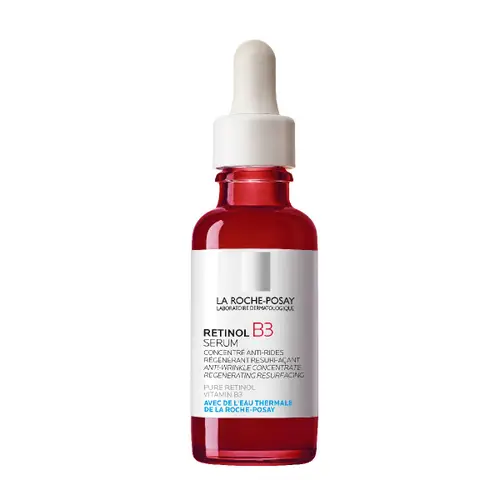 LA ROCHE-POSAY
LABORATOIRE DERMATOLOGIQUE
RETINOL B3
SERUM
CONCENTRÉ ANTI-RIDES
RÉGÉNÉRANT RESURFAÇANT
ANTI-WRINKLE CONCENTRATE
REGENERATING RESURFACING
PURE RETINOL
VITAMIN B3
AVEC DE L'EAU THERMALE
DE LA ROCHE-POSAY